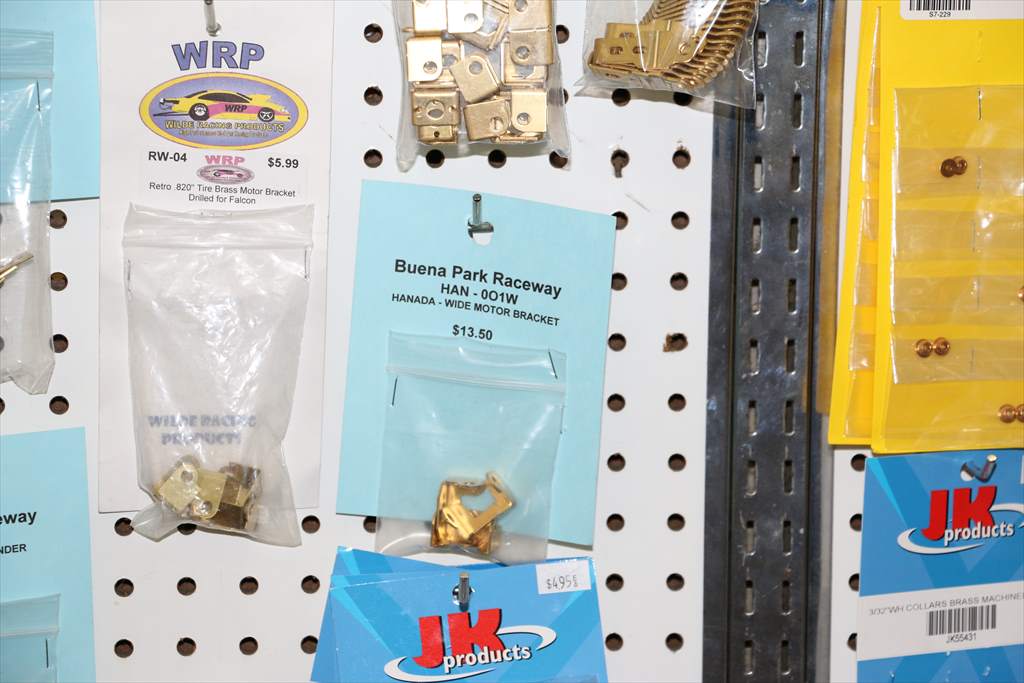 WRP
WRP
WILDE RACING PRODUCTS
RW-04
WRP
$5.99
Retro .820" Tire Brass Motor Bracket
Drilled for Falcon
WILDE RACING
PRODUCTS
Buena Park Raceway
HAN - 0O1W
HANADA - WIDE MOTOR BRACKET
$13.50
$4.95
JK
products
S7-229
JK
products
3/32"WH COLLARS BRASS MACHINE
JK55431
eway
NDER